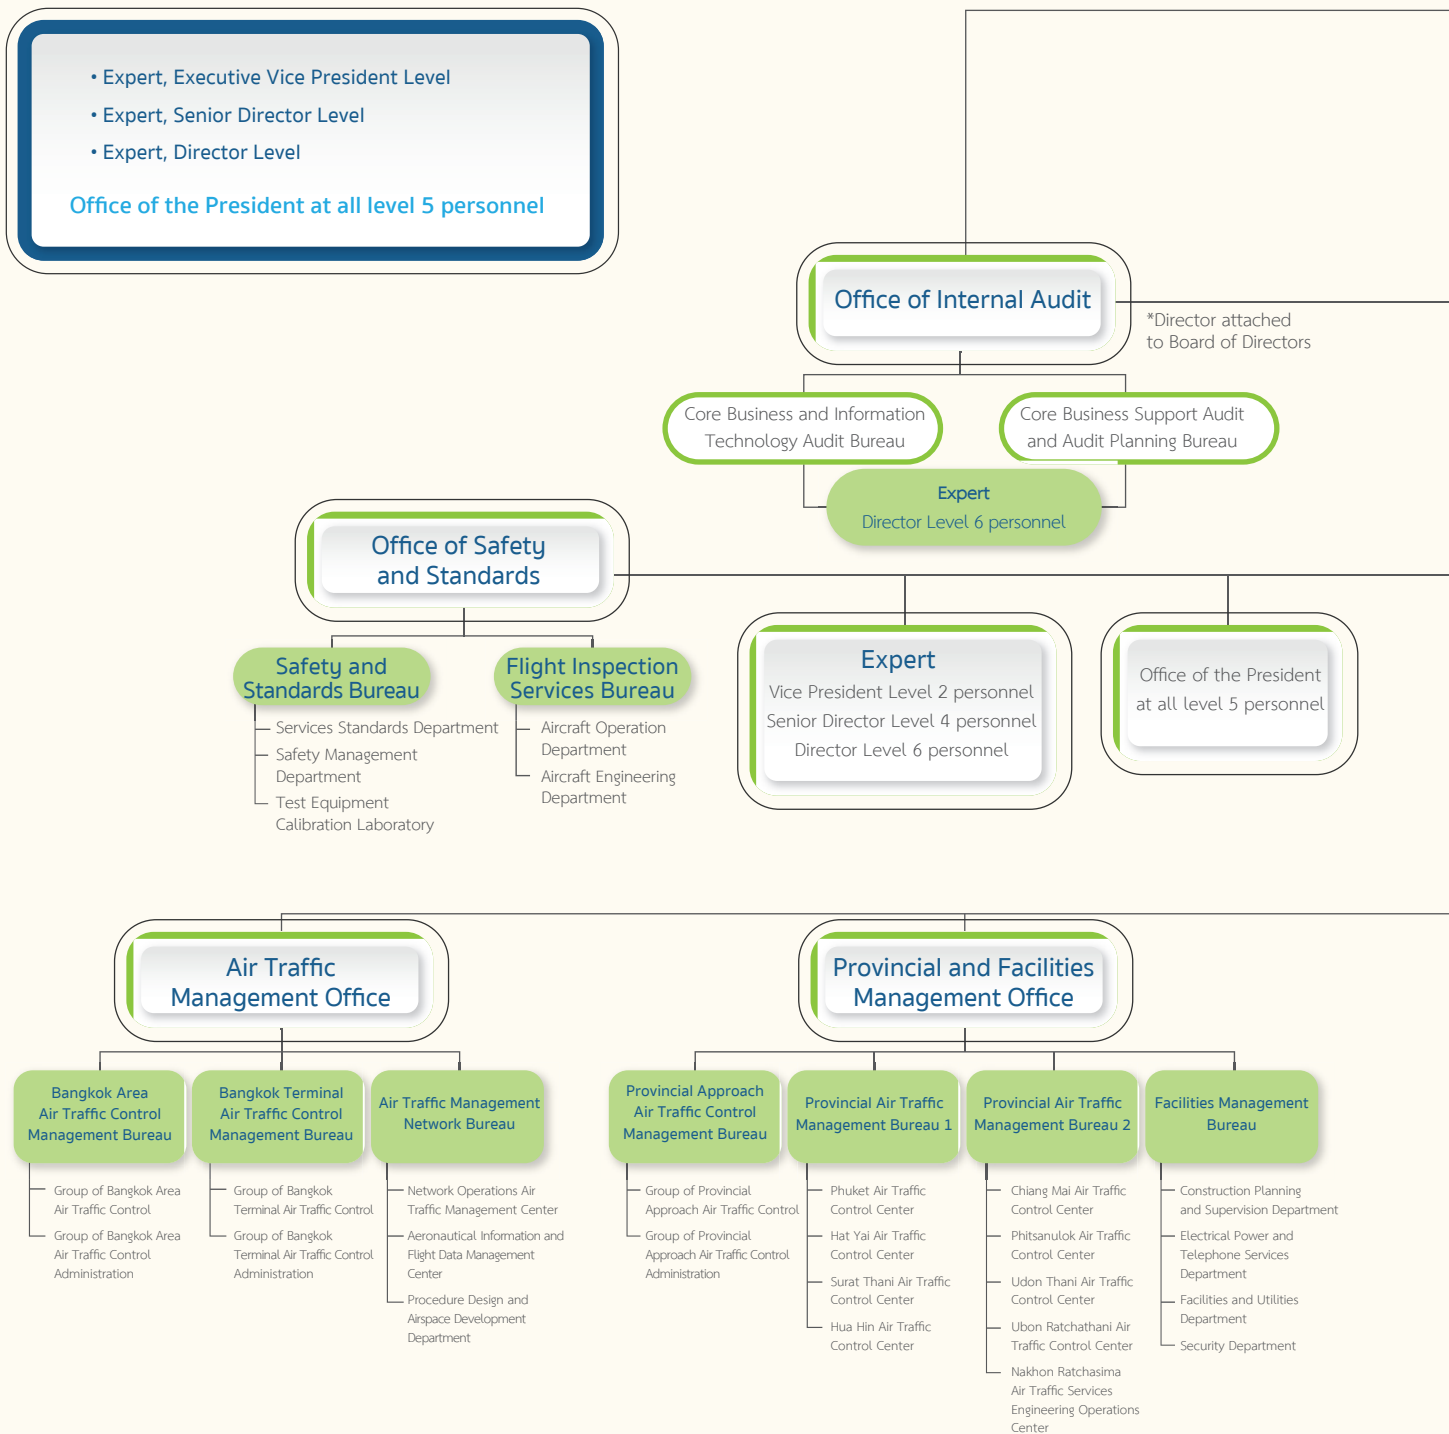 • Expert, Executive Vice President Level
• Expert, Senior Director Level
• Expert, Director Level
Office of the President at all level 5 personnel
Office of Internal Audit
*Director attached
to Board of Directors
Core Business and Information
Technology Audit Bureau
Core Business Support Audit
and Audit Planning Bureau
Expert
Director Level 6 personnel
Office of Safety
and Standards
Safety and
Standards Bureau
Services Standards Department
Safety Management
Department
Test Equipment
Calibration Laboratory
Flight Inspection
Services Bureau
Aircraft Operation
Department
Aircraft Engineering
Department
Expert
Vice President Level 2 personnel
Senior Director Level 4 personnel
Director Level 6 personnel
Office of the President
at all level 5 personnel
Air Traffic
Management Office
Bangkok Area
Air Traffic Control
Management Bureau
Group of Bangkok Area
Air Traffic Control
Group of Bangkok Area
Air Traffic Control
Administration
Bangkok Terminal
Air Traffic Control
Management Bureau
Group of Bangkok
Terminal Air Traffic Control
Group of Bangkok
Terminal Air Traffic Control
Administration
Air Traffic Management
Network Bureau
Network Operations Air
Traffic Management Center
Aeronautical Information and
Flight Data Management
Center
Procedure Design and
Airspace Development
Department
Provincial and Facilities
Management Office
Provincial Approach
Air Traffic Control
Management Bureau
Group of Provincial
Approach Air Traffic Control
Group of Provincial
Approach Air Traffic Control
Administration
Provincial Air Traffic
Management Bureau 1
Phuket Air Traffic
Control Center
Hat Yai Air Traffic
Control Center
Surat Thani Air Traffic
Control Center
Hua Hin Air Traffic
Control Center
Provincial Air Traffic
Management Bureau 2
Chiang Mai Air Traffic
Control Center
Phitsanulok Air Traffic
Control Center
Udon Thani Air Traffic
Control Center
Ubon Ratchathani Air
Traffic Control Center
Nakhon Ratchasima
Air Traffic Services
Engineering Operations
Center
Facilities Management
Bureau
Construction Planning
and Supervision Department
Electrical Power and
Telephone Services
Department
Facilities and Utilities
Department
Security Department